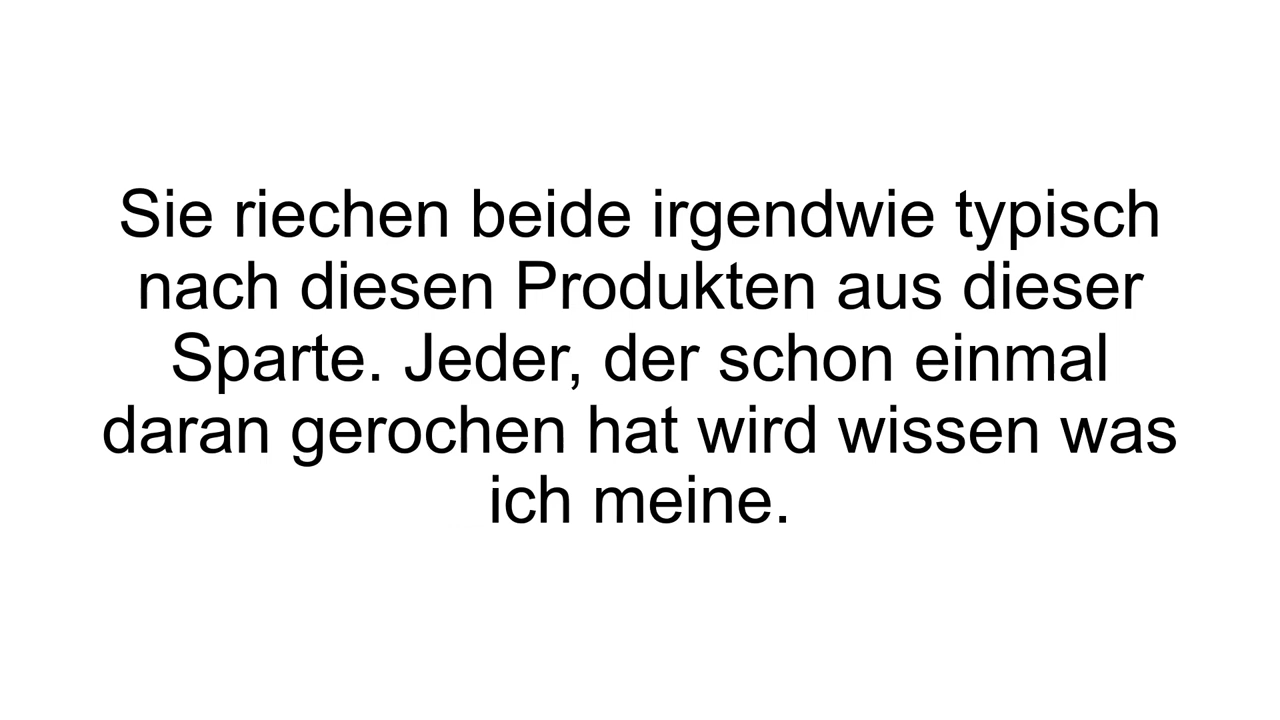 Sie riechen beide irgendwie typisch
nach diesen Produkten aus dieser
Sparte. Jeder, der schon einmal
daran gerochen hat wird wissen was
ich meine.